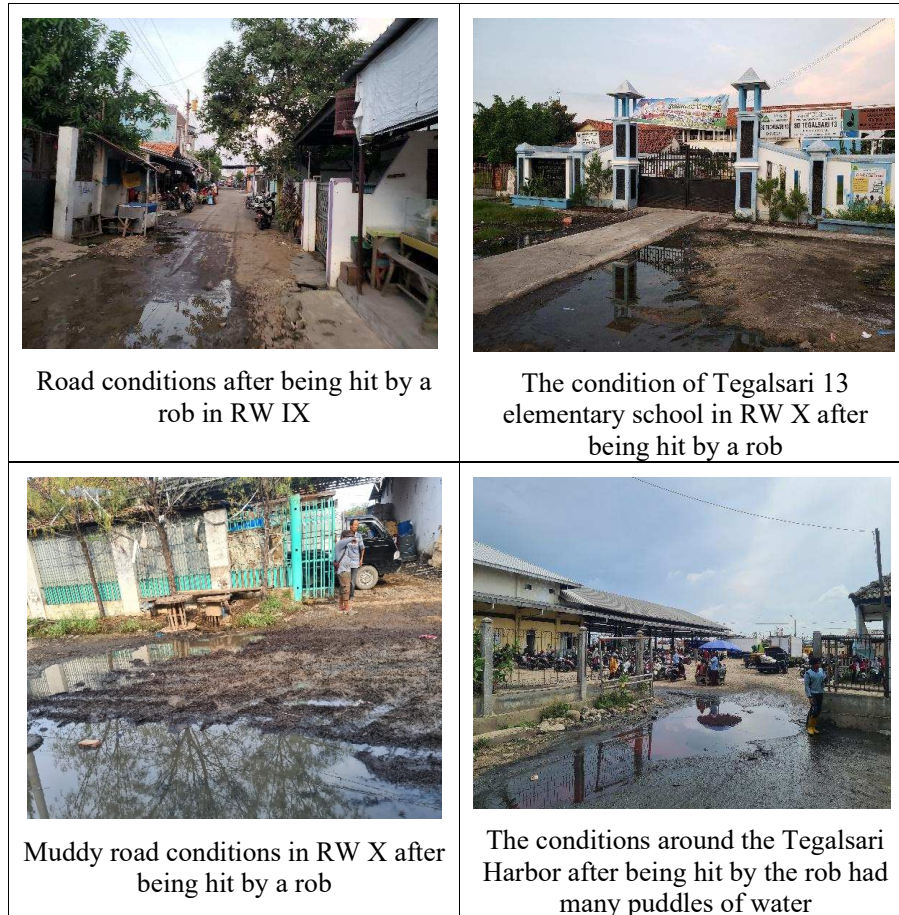 Road conditions after being hit by a
rob in RW IX
SD TEGALSARI 13
The condition of Tegalsari 13
elementary school in RW X after
being hit by a rob
Muddy road conditions in RW X after
being hit by a rob
The conditions around the Tegalsari
Harbor after being hit by the rob had
many puddles of water